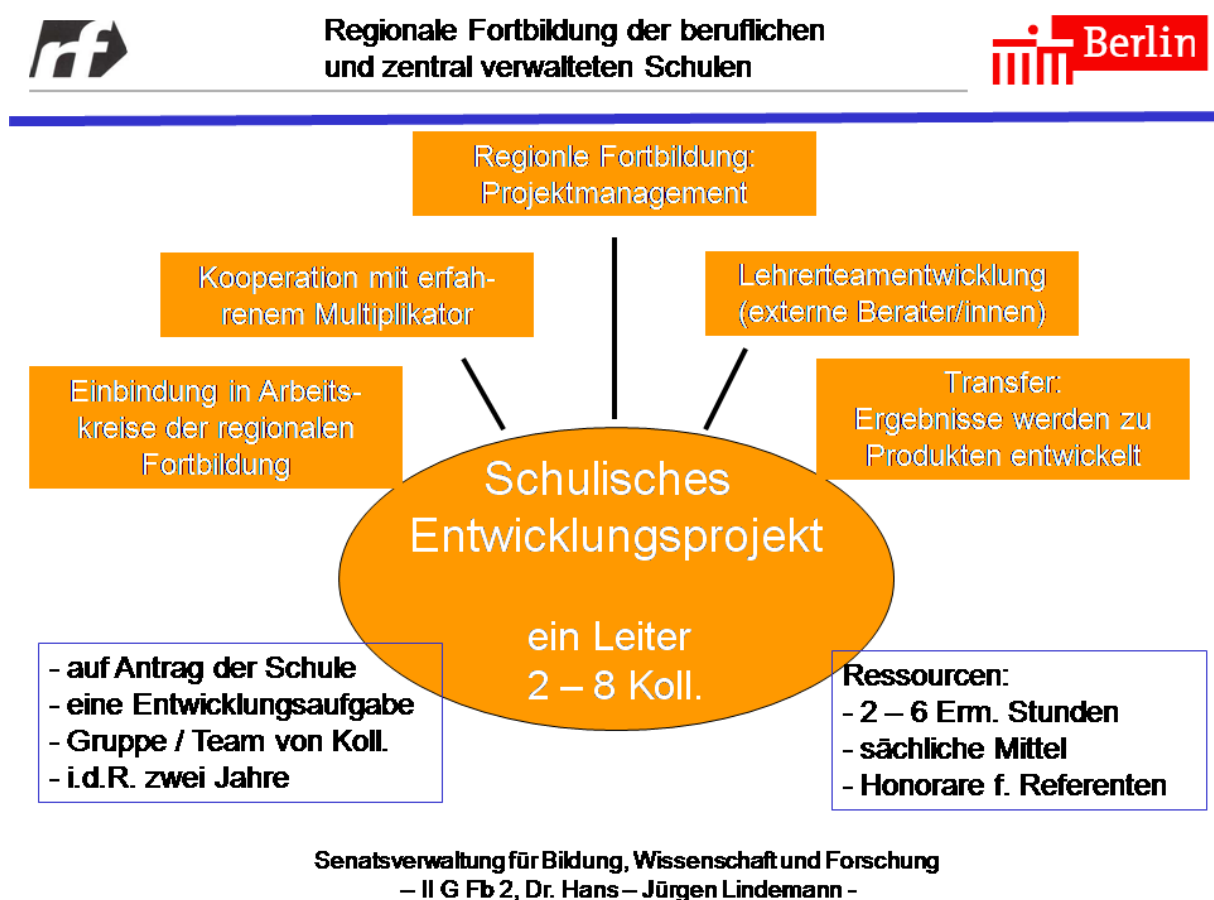 rf
Regionale Fortbildung der beruflichen
und zentral verwalteten Schulen
Berlin
Regionle Fortbildung:
Projektmanagement
Kooperation mit erfah-
renem Multiplikator
Lehrerteamentwicklung
(externe Berater/innen)
Einbindung in Arbeits-
kreise der regionalen
Fortbildung
Transfer:
Ergebnisse werden zu
Produkten entwickelt
Schulisches
Entwicklungsprojekt
ein Leiter
2 – 8 Koll.
- auf Antrag der Schule
- eine Entwicklungsaufgabe
- Gruppe / Team von Koll.
- i.d.R. zwei Jahre
Ressourcen:
- 2 – 6 Erm. Stunden
- sächliche Mittel
- Honorare f. Referenten
Senatsverwaltung für Bildung, Wissenschaft und Forschung
– II G Fb 2, Dr. Hans – Jürgen Lindemann -